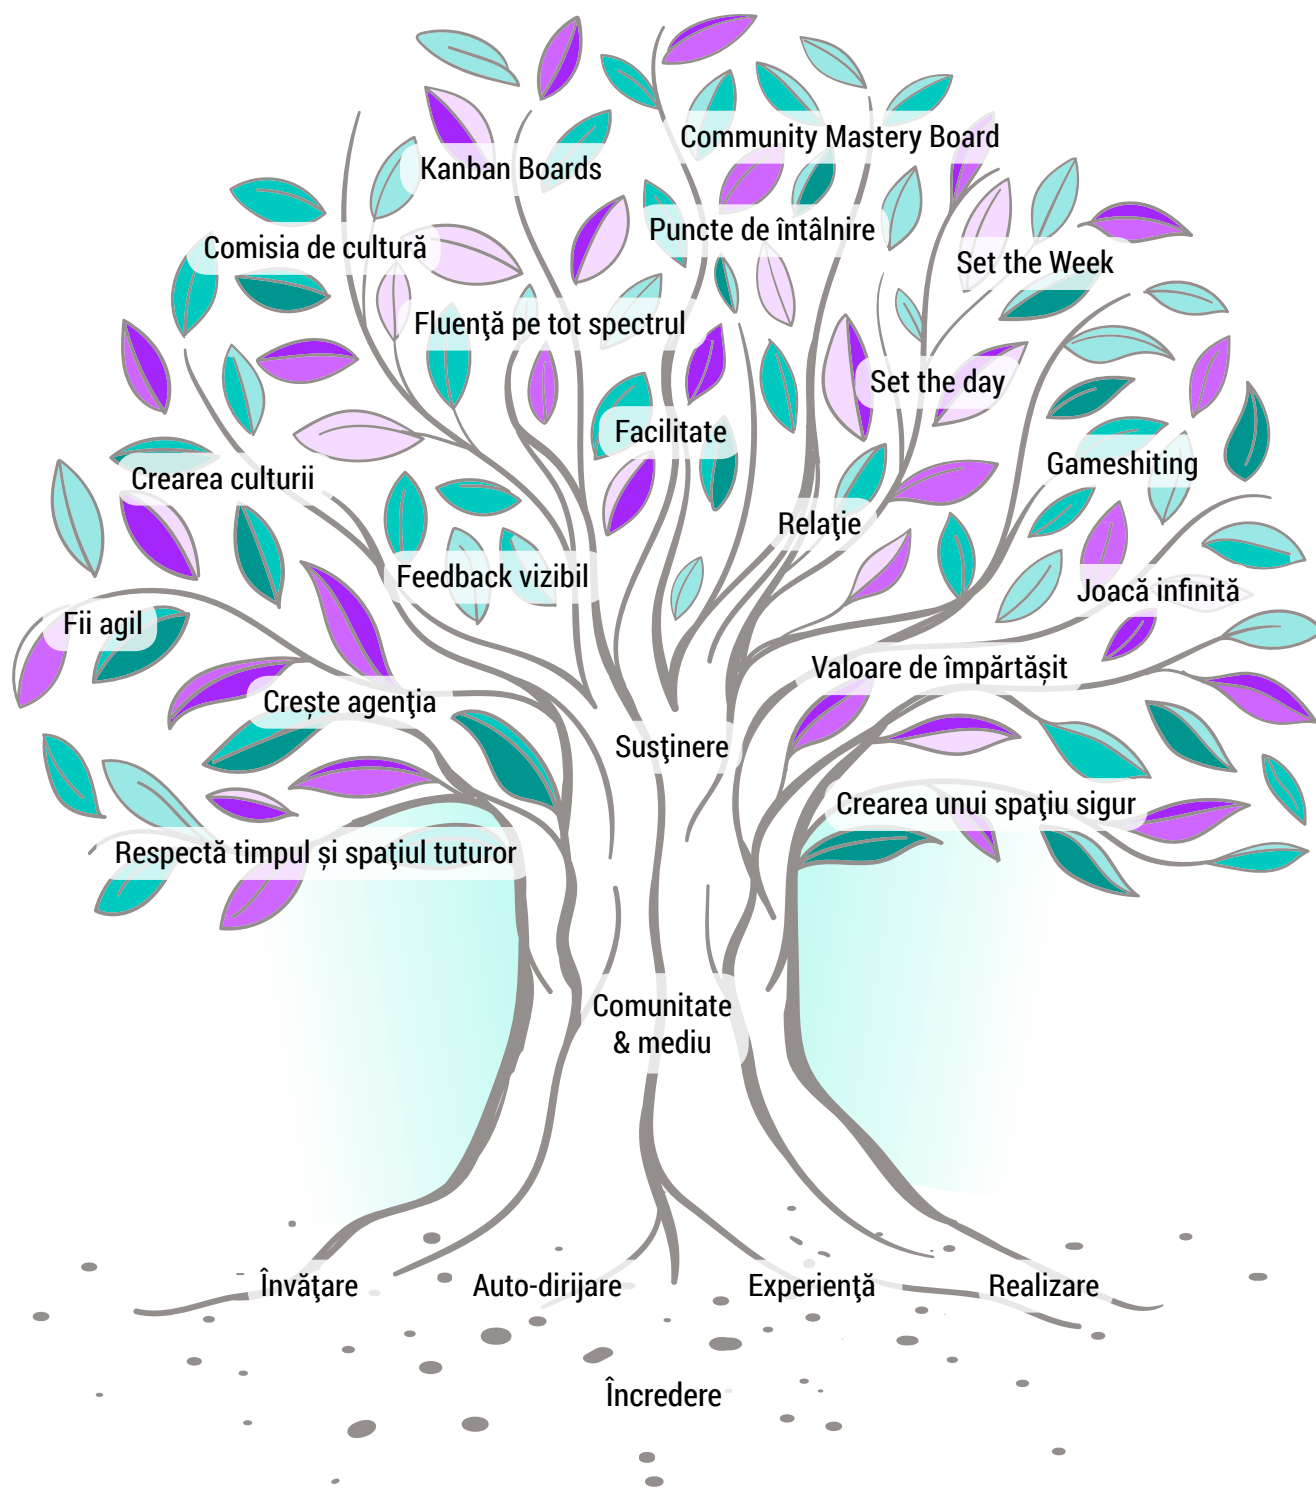 Community Mastery Board
Kanban Boards
Puncte de întâlnire
Comisia de cultură
Set the Week
Fluenţă pe tot spectrul
Set the day
Facilitate
Gameshiting
Crearea culturii
Relaţie
Feedback vizibil
Joacă infinită
Fii agil
Valoare de împărtășit
Crește agenţia
Susţinere
Crearea unui spaţiu sigur
Respectă timpul și spaţiul tuturor
Comunitate
& mediu
Învăţare
Auto-dirijare
Experienţă
Realizare
Încredere